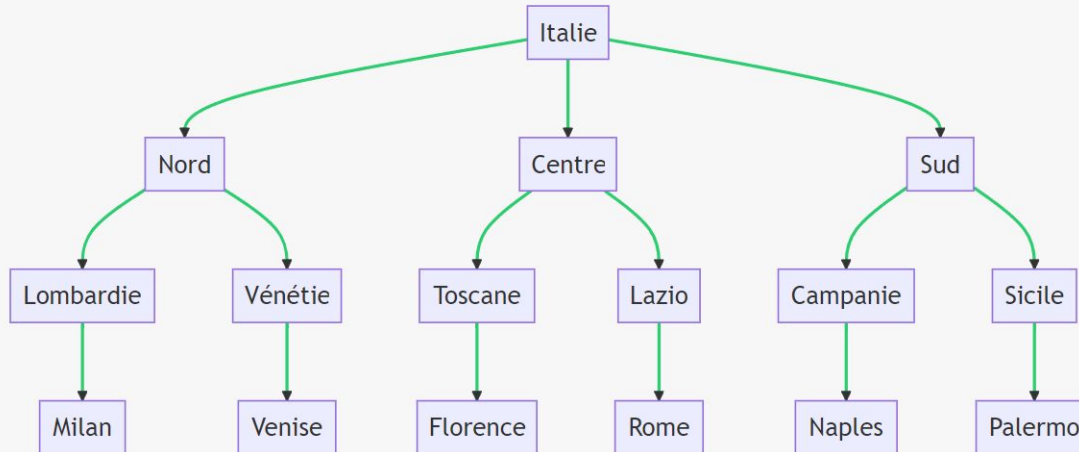 Italie
Nord
Centre
Sud
Lombardie
Vénétie
Toscane
Lazio
Campanie
Sicile
Milan
Venise
Florence
Rome
Naples
Palermo